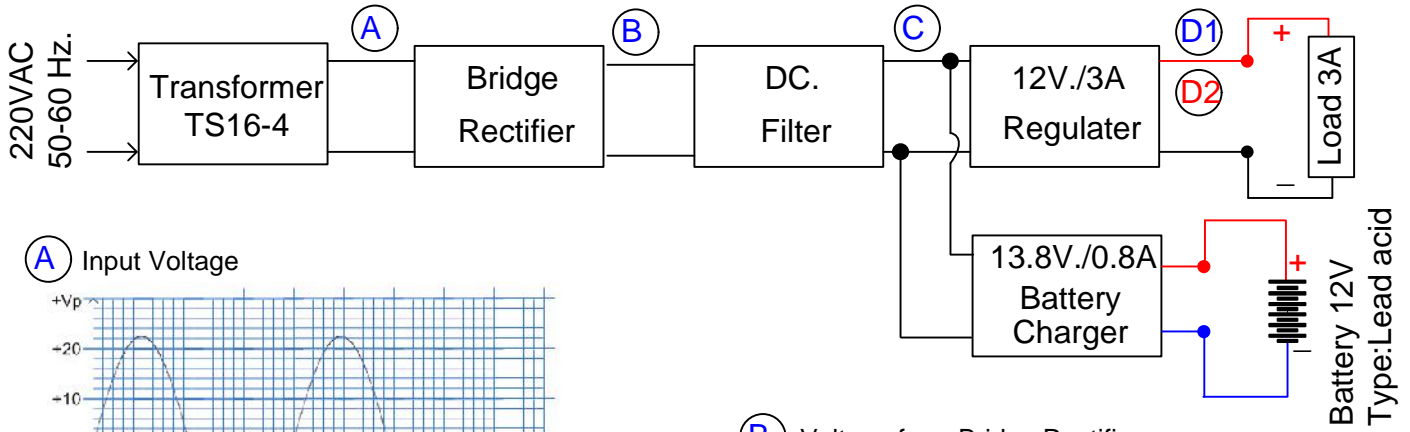 220VAC
50-60 Hz.
Transformer
TS16-4
A
Bridge
Rectifier
B
DC.
Filter
C
12V./3A
Regulater
D1
D2
+
−
Load 3A
13.8V./0.8A
Battery
Charger
+
−
Battery 12V
Type:Lead acid
A Input Voltage
+Vp
+20
+10